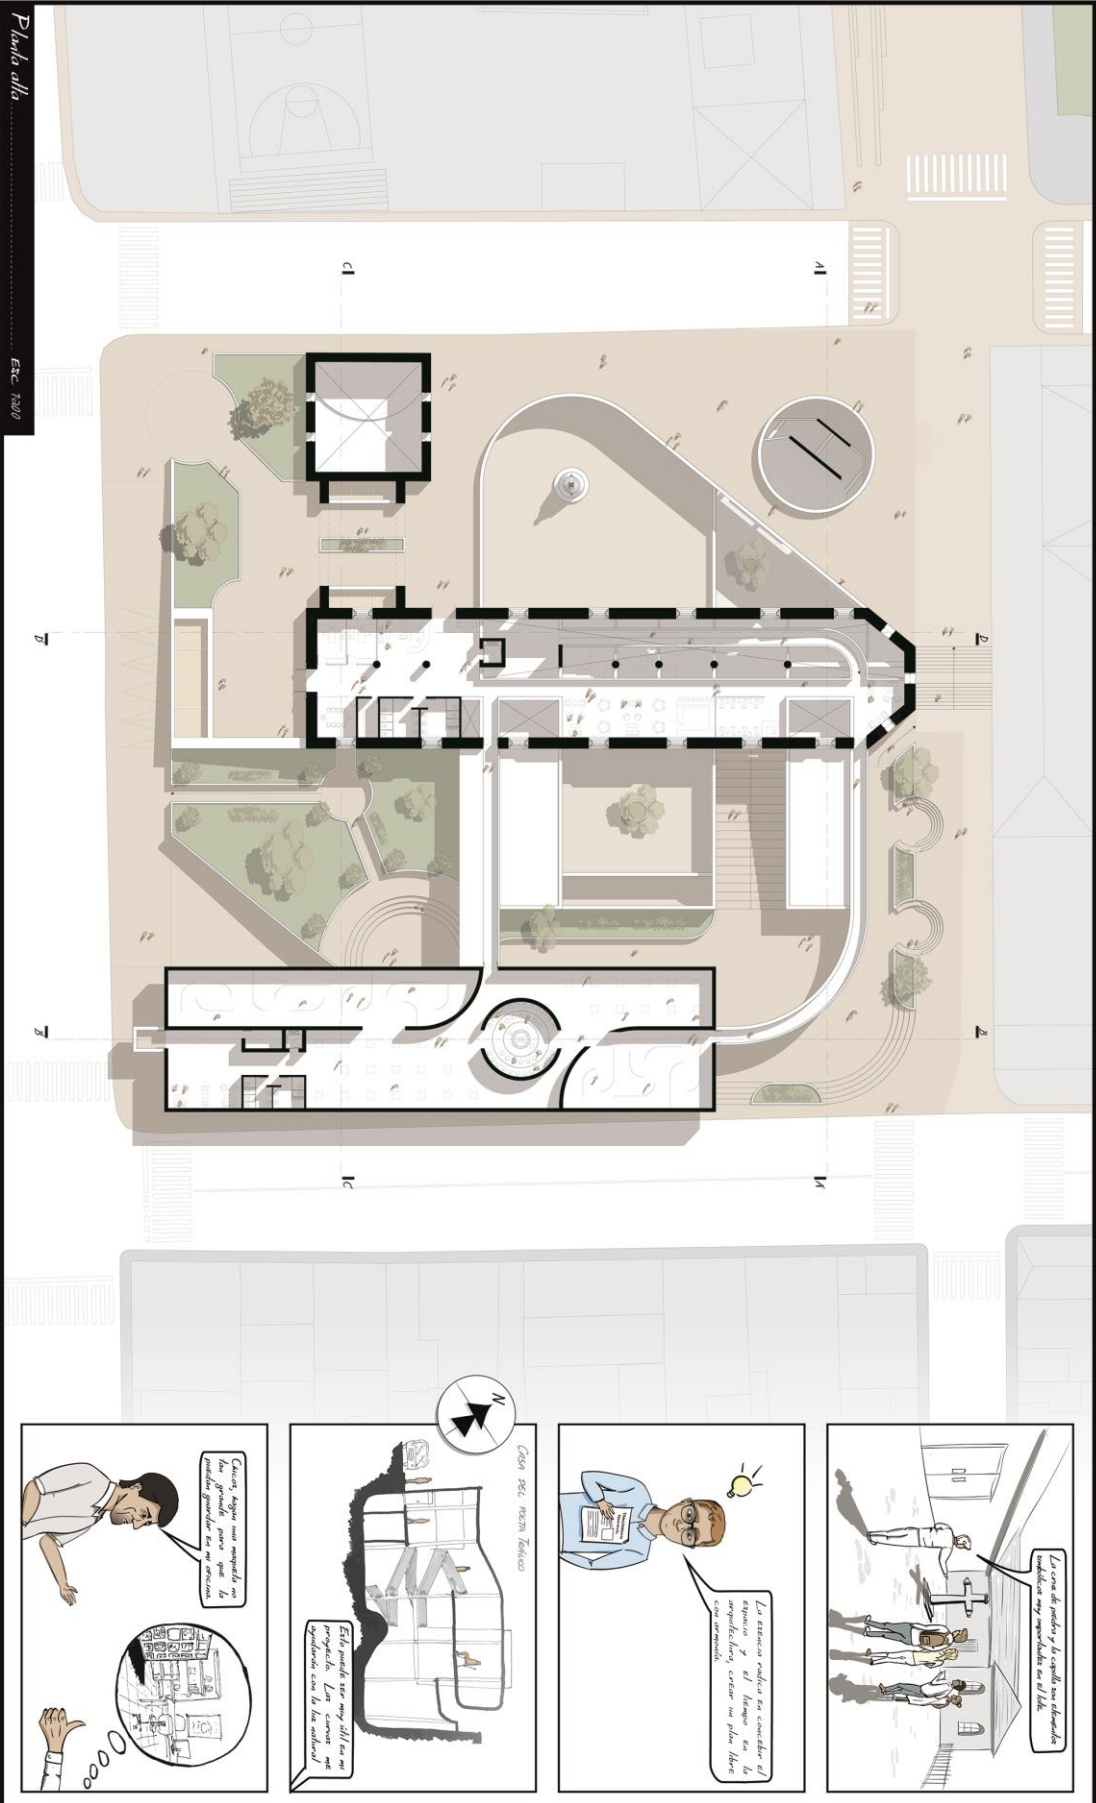 La cruz de piedra y la capilla son elementos
simbólicos muy importantes en el lote.
La esencia radica en concebir el
espacio y el tiempo en la
arquitectura, crear un plan libre
con armonía.
N
CASA DEL POETA TRÁGICO
Esto puede ser muy útil en mi
proyecto. Las curvas me
ayudarán con la luz natural
Chicos, hagan una maqueta no
tan grande para que la
puedan guardar en mi oficina
D
B
A
A'
C
C'
D'
B'
Planta alta Esc 1:200